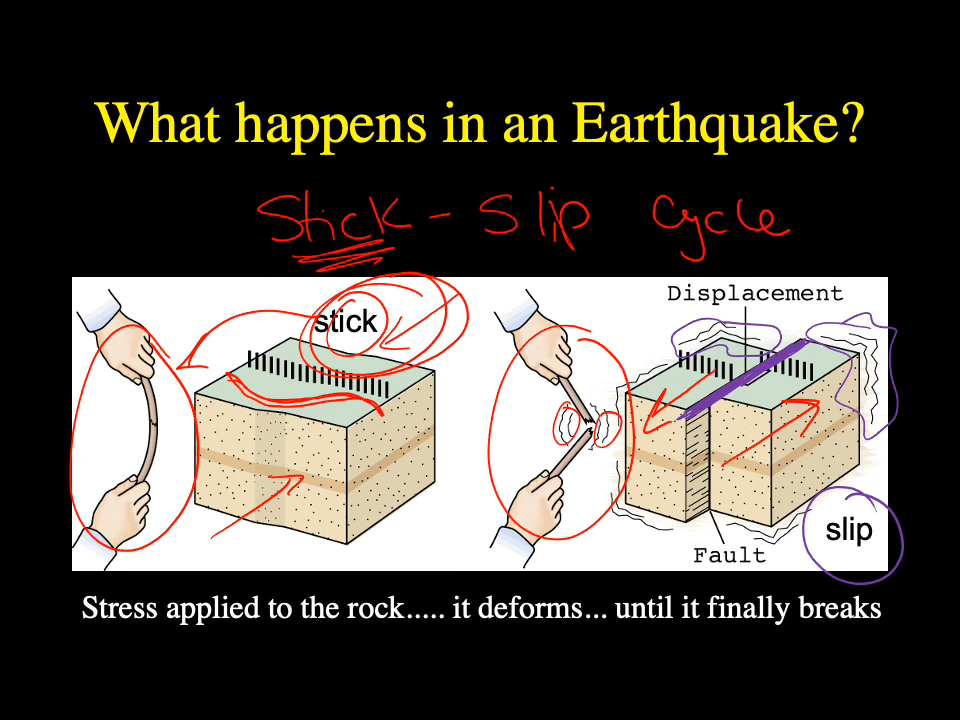 What happens in an Earthquake?
Stick - Slip cycle
stick
Displacement
slip
Fault
Stress applied to the rock..... it deforms... until it finally breaks